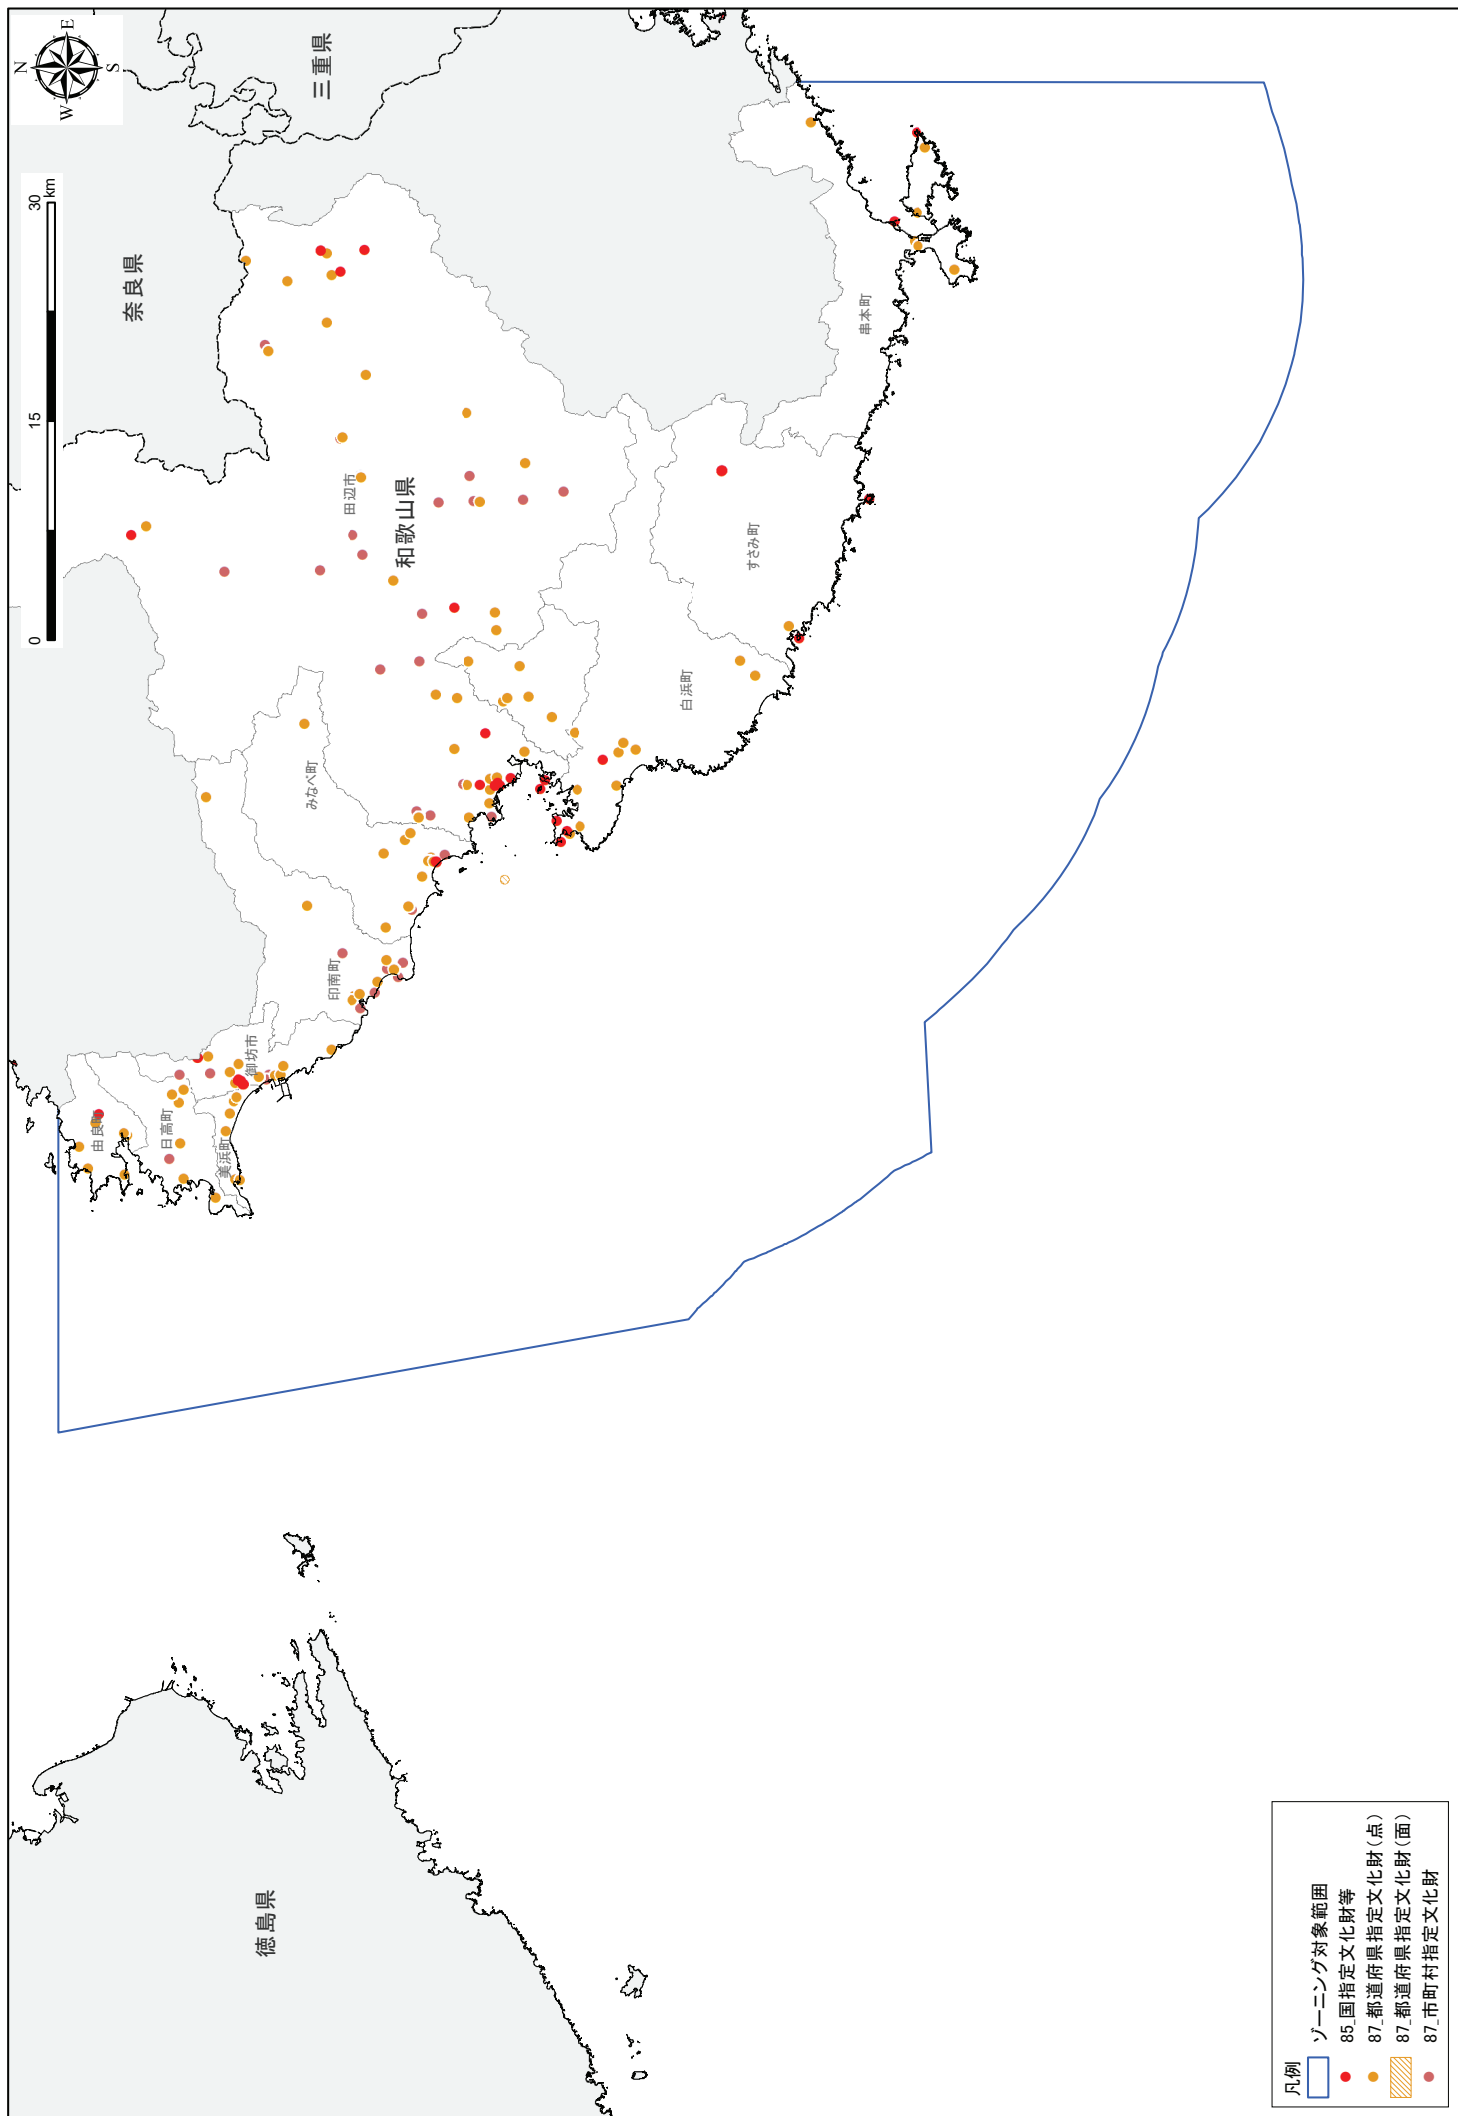 N
W
E
S
0
15
30
km
奈良県
三重県
和歌山県
田辺市
みなべ町
印南町
御坊市
由良町
日高町
美浜町
白浜町
すさみ町
串本町
徳島県
凡例
ゾーニング対象範囲
85_国指定文化財等
87_都道府県指定文化財(点)
87_都道府県指定文化財(面)
87_市町村指定文化財